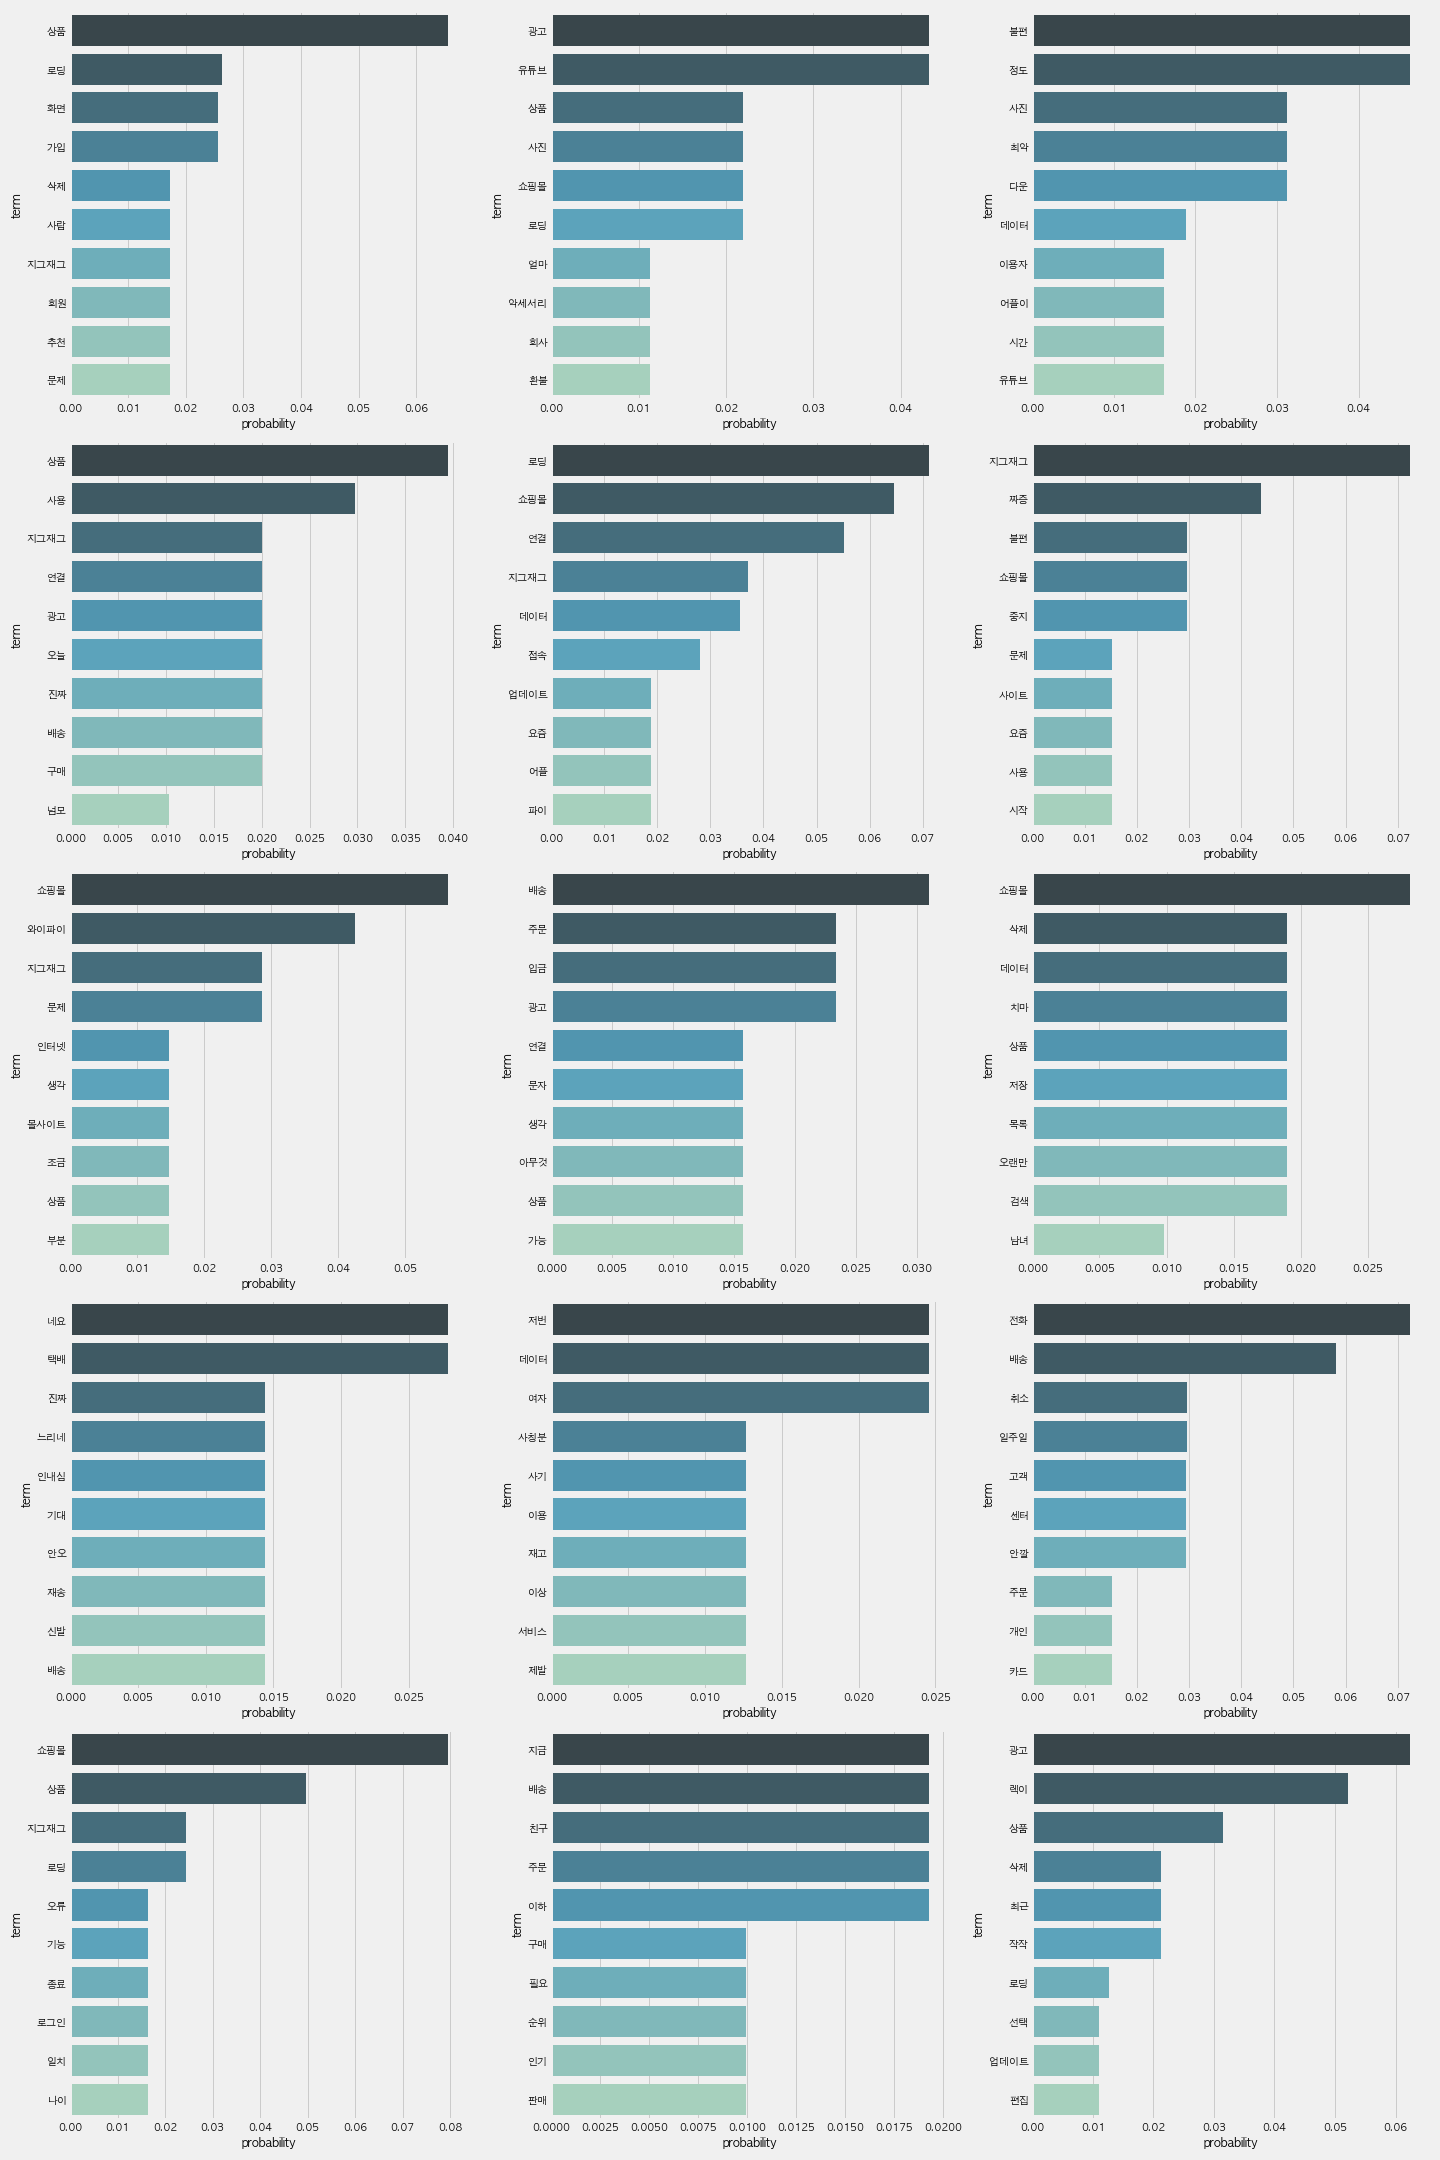 상품
로딩
화면
가입
삭제
사람
지그재그
회원
추천
문제
term
0.00 0.01 0.02 0.03 0.04 0.05 0.06
probability
광고
유튜브
상품
사진
쇼핑몰
로딩
얼마
악세서리
회사
환불
term
0.00 0.01 0.02 0.03 0.04
probability
불편
정도
사진
최악
다운
데이터
이용자
어플이
시간
유튜브
term
0.00 0.01 0.02 0.03 0.04
probability
상품
사용
지그재그
연결
광고
오늘
진짜
배송
구매
넘모
term
0.000 0.005 0.010 0.015 0.020 0.025 0.030 0.035 0.040
probability
로딩
쇼핑몰
연결
지그재그
데이터
접속
업데이트
요즘
어플
파이
term
0.00 0.01 0.02 0.03 0.04 0.05 0.06 0.07
probability
지그재그
짜증
불편
쇼핑몰
중지
문제
사이트
요즘
사용
시작
term
0.00 0.01 0.02 0.03 0.04 0.05 0.06 0.07
probability
쇼핑몰
와이파이
지그재그
문제
인터넷
생각
몰사이트
조금
상품
부분
term
0.00 0.01 0.02 0.03 0.04 0.05
probability
배송
주문
입금
광고
연결
문자
생각
아무것
상품
가능
term
0.000 0.005 0.010 0.015 0.020 0.025 0.030
probability
쇼핑몰
삭제
데이터
치마
상품
저장
목록
오랜만
검색
남녀
term
0.000 0.005 0.010 0.015 0.020 0.025
probability
네요
택배
진짜
느리네
인내심
기대
안오
재송
신발
배송
term
0.000 0.005 0.010 0.015 0.020 0.025
probability
저번
데이터
여자
사칭분
사기
이용
재고
이상
서비스
제발
term
0.000 0.005 0.010 0.015 0.020 0.025
probability
전화
배송
취소
일주일
고객
센터
안깔
주문
개인
카드
term
0.00 0.01 0.02 0.03 0.04 0.05 0.06 0.07
probability
쇼핑몰
상품
지그재그
로딩
오류
기능
종료
로그인
일치
나이
term
0.00 0.01 0.02 0.03 0.04 0.05 0.06 0.07 0.08
probability
지금
배송
친구
주문
이하
구매
필요
순위
인기
판매
term
0.0000 0.0025 0.0050 0.0075 0.0100 0.0125 0.0150 0.0175 0.0200
probability
광고
렉이
상품
삭제
최근
작작
로딩
선택
업데이트
편집
term
0.00 0.01 0.02 0.03 0.04 0.05 0.06
probability